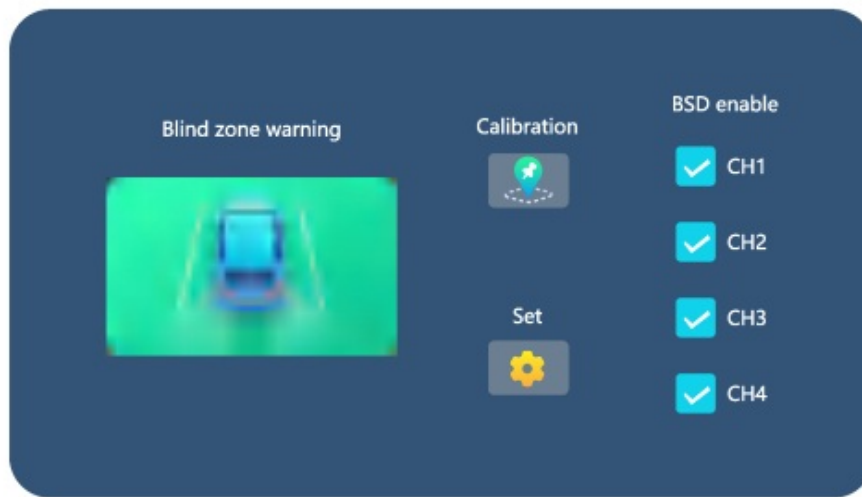 Blind zone warning
Calibration
Set
BSD enable
CH1
CH2
CH3
CH4